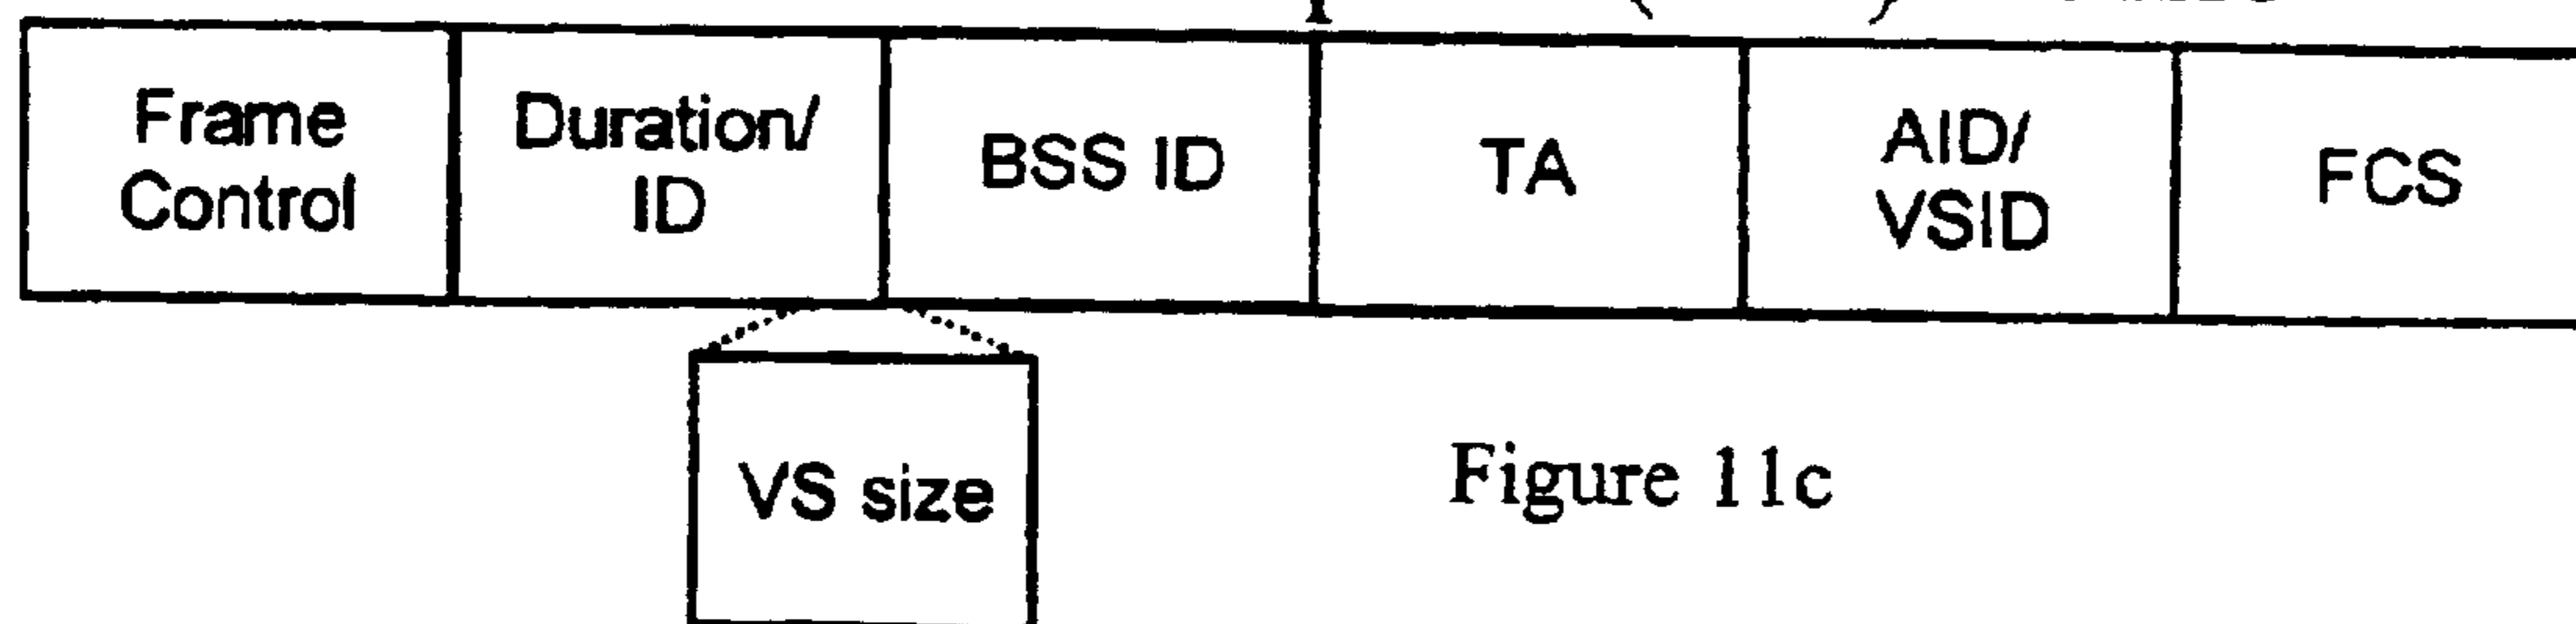 Frame
Control
Duration/
ID
BSS ID
TA
AID/
VSID
FCS
VS size
Figure 11c